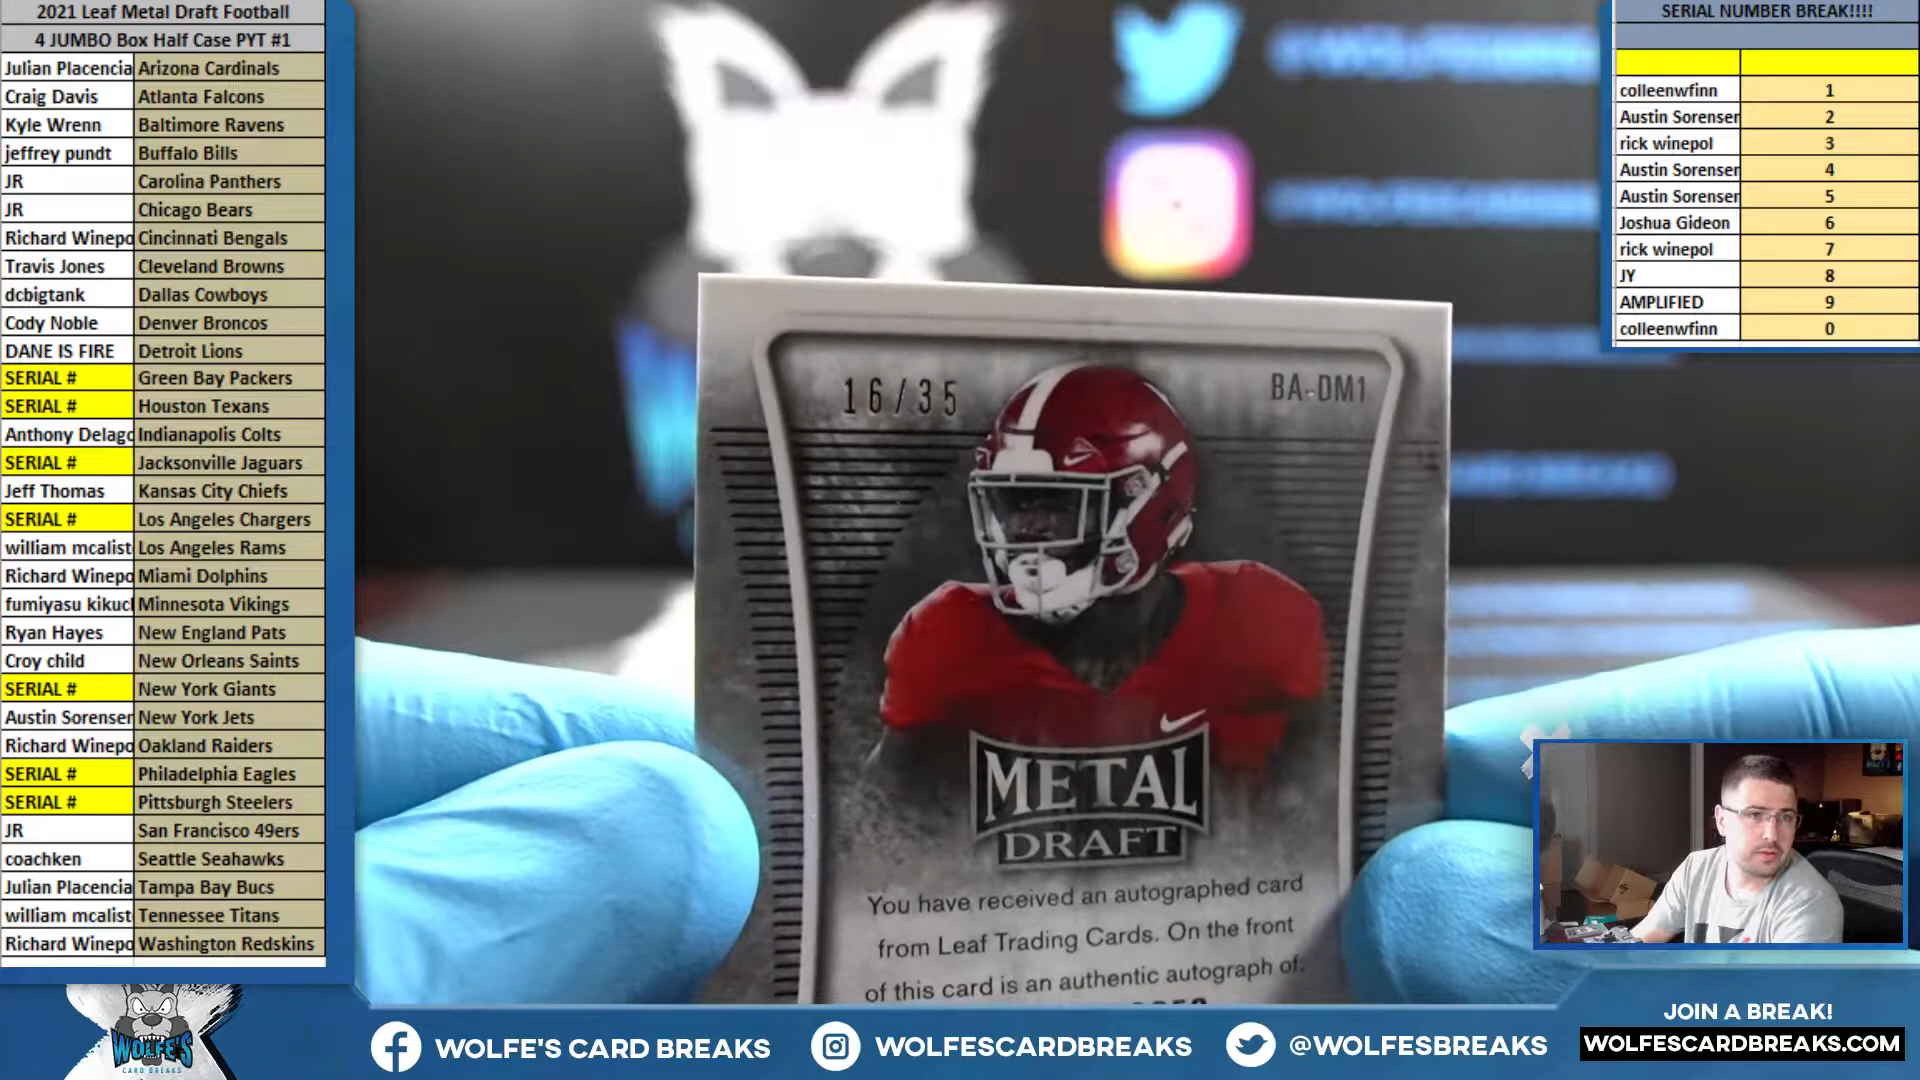 2021 Leaf Metal Draft Football
4 JUMBO Box Half Case PYT #1
Julian Placencia Arizona Cardinals
Craig Davis Atlanta Falcons
Kyle Wrenn Baltimore Ravens
jeffrey pundt Buffalo Bills
JR Carolina Panthers
JR Chicago Bears
Richard Winepo Cincinnati Bengals
Travis Jones Cleveland Browns
dcbigtank Dallas Cowboys
Cody Noble Denver Broncos
DANE IS FIRE Detroit Lions
SERIAL # Green Bay Packers
SERIAL # Houston Texans
Anthony Delago Indianapolis Colts
SERIAL # Jacksonville Jaguars
Jeff Thomas Kansas City Chiefs
SERIAL # Los Angeles Chargers
william mcalist Los Angeles Rams
Richard Winepo Miami Dolphins
fumiyasu kikuc Minnesota Vikings
Ryan Hayes New England Pats
Croy child New Orleans Saints
SERIAL # New York Giants
Austin Sorensen New York Jets
Richard Winepo Oakland Raiders
SERIAL # Philadelphia Eagles
SERIAL # Pittsburgh Steelers
JR San Francisco 49ers
coachken Seattle Seahawks
Julian Placencia Tampa Bay Bucs
william mcalist Tennessee Titans
Richard Winepo Washington Redskins
SERIAL NUMBER BREAK!!!!
colleenwfinn 1
Austin Sorensen 2
rick winepol 3
Austin Sorensen 4
Austin Sorensen 5
Joshua Gideon 6
rick winepol 7
JY 8
AMPLIFIED 9
colleenwfinn 0
16/35
BA-DM1
METAL
DRAFT
You have received an autographed card
from Leaf Trading Cards. On the front
of this card is an authentic autograph of:
WOLFE'S
CARD BREAKS
WOLFE'S CARD BREAKS
WOLFESCARDBREAKS
@WOLFESBREAKS
JOIN A BREAK!
WOLFESCARDBREAKS.COM